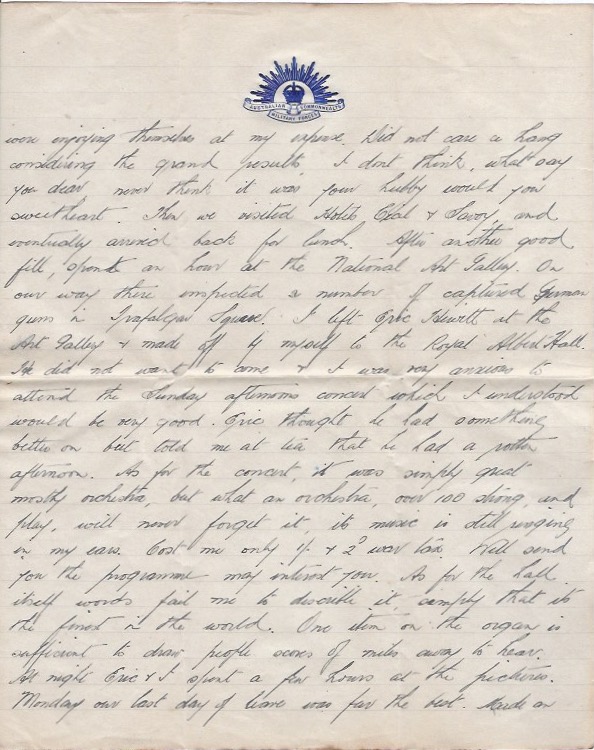 AUSTRALIAN COMMONWEALTH
MILITARY FORCES
were enjoying themselves at my expense. Did not care a hang
considering the grand results. I dont think, what say
you dear, never think it was your hubby would you
sweetheart. Then we visited Hotels, Cecil & Savoy, and
eventually arrived back for lunch. After another good
fill, spent an hour at the National Art Gallery. On
our way there inspected a number of captured German
guns in Trafalgar Square. I left Eric Hewitt at the
Art Gallery & made off by myself to the Royal Albert Hall.
He did not want to come & I was very anxious to
attend the Sunday afternoons concert which I understood
would be very good. Eric thought he had something
better on but told me at tea that he had a rotten
afternoon. As for the concert, it was simply great
mostly orchestra, but what an orchestra, over 100 strong, and
play, will never forget it, its music is still ringing
in my ears. Cost me only 1/- & 2d war tax. Will send
you the programme may interest you. As for the hall
itself words fail me to describe it, simply that its
the finest in the world. One item on the organ is
sufficient to draw people scores of miles away to hear.
At night Eric & I spent a few hours at the pictures.
Monday our last day of leave was far the best. Made an